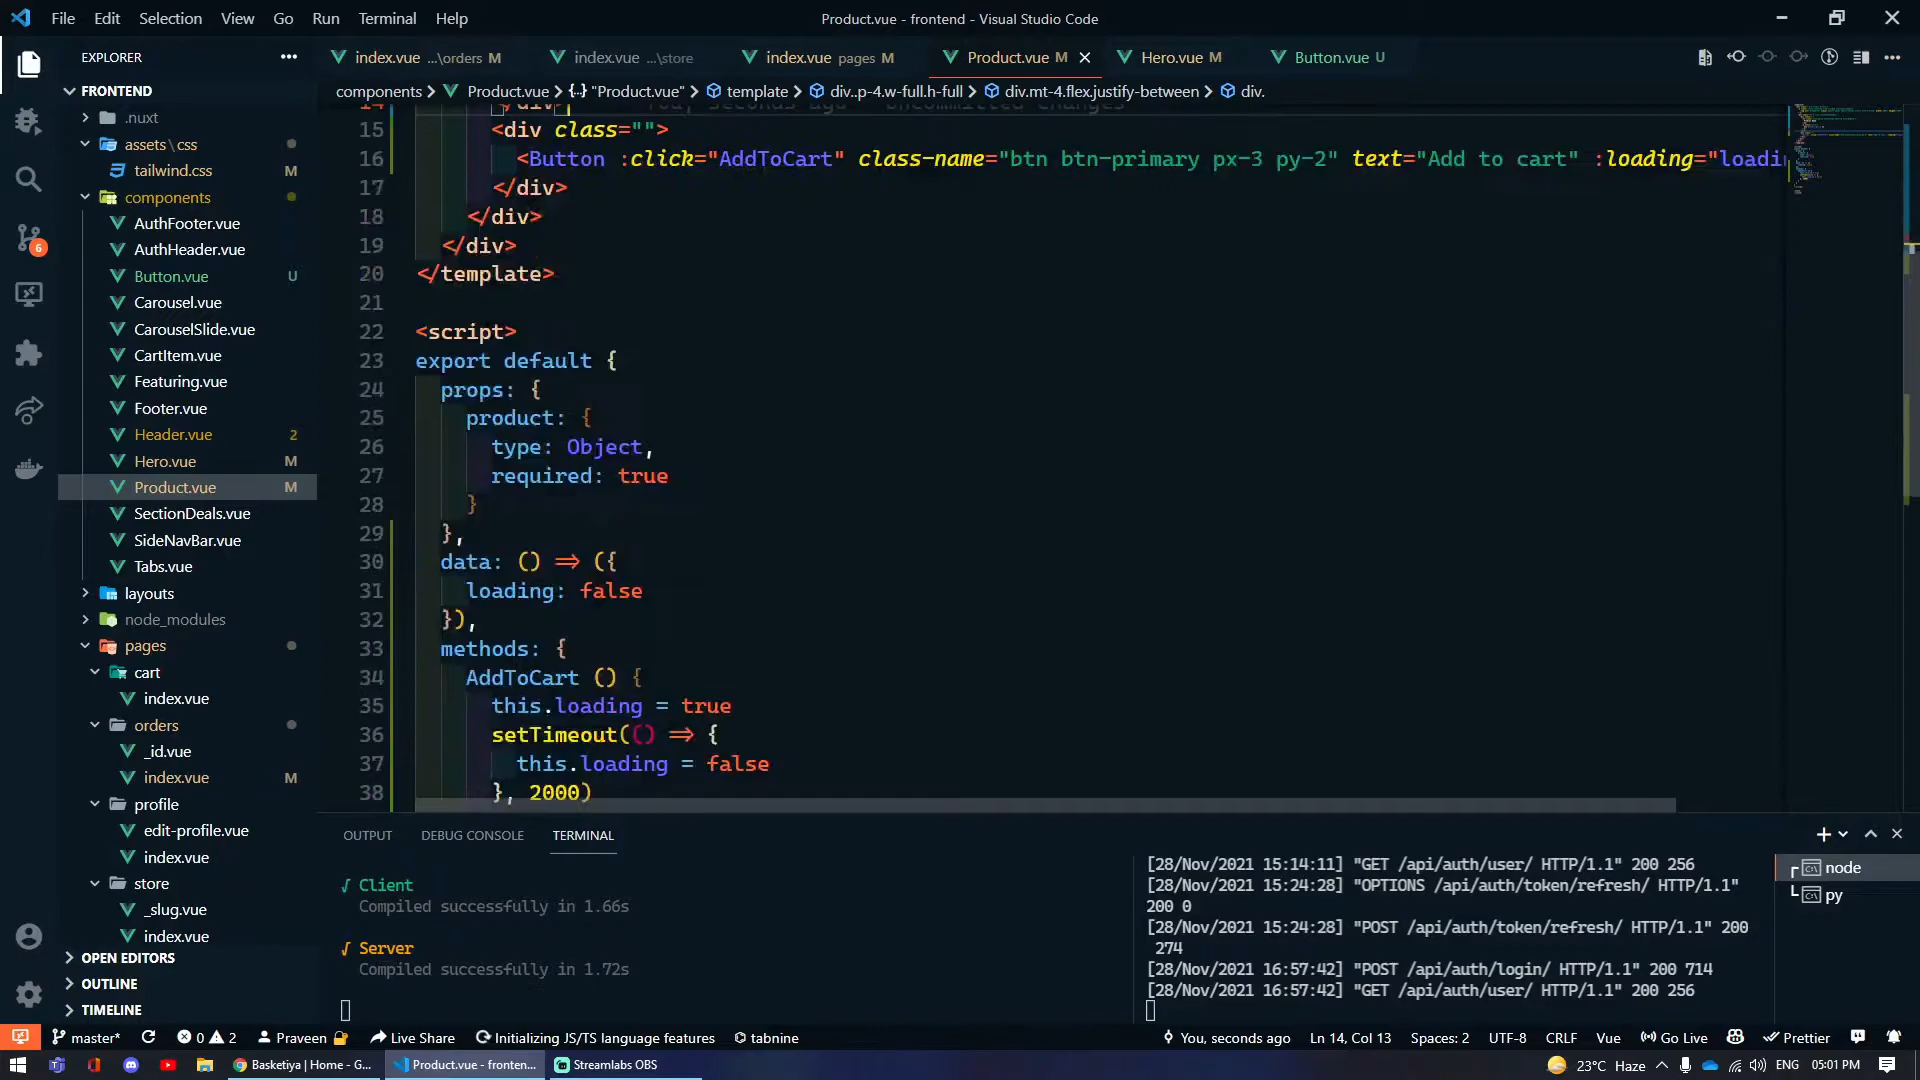 File Edit Selection View Go Run Terminal Help
Product.vue - frontend - Visual Studio Code
EXPLORER
index.vue ...\orders M
index.vue ...\store
index.vue pages M
Product.vue M
Hero.vue M
Button.vue U
components > Product.vue > {} "Product.vue" > template > div..p-4.w-full.h-full > div.mt-4.flex.justify-between > div.
FRONTEND
.nuxt
assets\css
tailwind.css M
components
AuthFooter.vue
AuthHeader.vue
Button.vue U
Carousel.vue
CarouselSlide.vue
CartItem.vue
Featuring.vue
Footer.vue
Header.vue 2
Hero.vue M
Product.vue M
SectionDeals.vue
SideNavBar.vue
Tabs.vue
layouts
node_modules
pages
cart
index.vue
orders
_id.vue
index.vue M
profile
edit-profile.vue
index.vue
store
_slug.vue
index.vue
OPEN EDITORS
OUTLINE
TIMELINE
6
14 </div> You, seconds ago Uncommitted changes
15 <div class="">
16 <Button :click="AddToCart" class-name="btn btn-primary px-3 py-2" text="Add to cart" :loading="loadi
17 </div>
18 </div>
19 </div>
20 </template>
21
22 <script>
23 export default {
24 props: {
25 product: {
26 type: Object,
27 required: true
28 }
29 },
30 data: () => ({
31 loading: false
32 }),
33 methods: {
34 AddToCart () {
35 this.loading = true
36 setTimeout(() => {
37 this.loading = false
38 }, 2000)
OUTPUT DEBUG CONSOLE TERMINAL
√ Client
Compiled successfully in 1.66s
√ Server
Compiled successfully in 1.72s
[28/Nov/2021 15:14:11] "GET /api/auth/user/ HTTP/1.1" 200 256
[28/Nov/2021 15:24:28] "OPTIONS /api/auth/token/refresh/ HTTP/1.1"
200 0
[28/Nov/2021 15:24:28] "POST /api/auth/token/refresh/ HTTP/1.1" 200
274
[28/Nov/2021 16:57:42] "POST /api/auth/login/ HTTP/1.1" 200 714
[28/Nov/2021 16:57:42] "GET /api/auth/user/ HTTP/1.1" 200 256
node
py
master* 0 2 Praveen Live Share Initializing JS/TS language features tabnine You, seconds ago Ln 14, Col 13 Spaces: 2 UTF-8 CRLF Vue Go Live Prettier
Basketiya | Home - G... Product.vue - fronten... Streamlabs OBS 23°C Haze ENG 05:01 PM